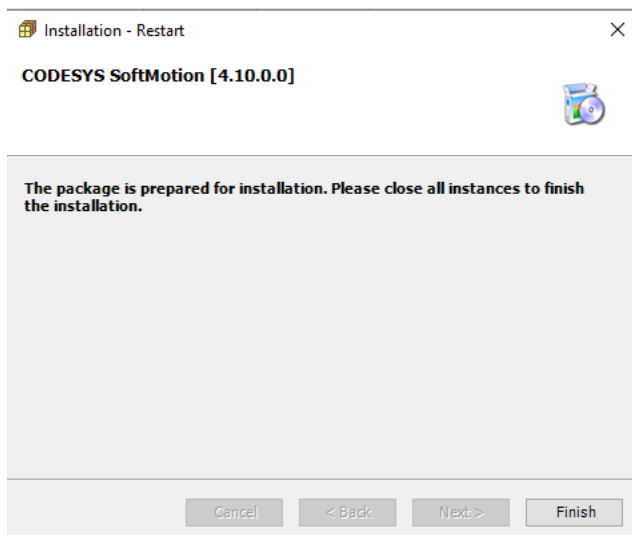 Installation - Restart
CODESYS SoftMotion [4.10.0.0]
The package is prepared for installation. Please close all instances to finish
the installation.
Cancel
< Back
Next >
Finish